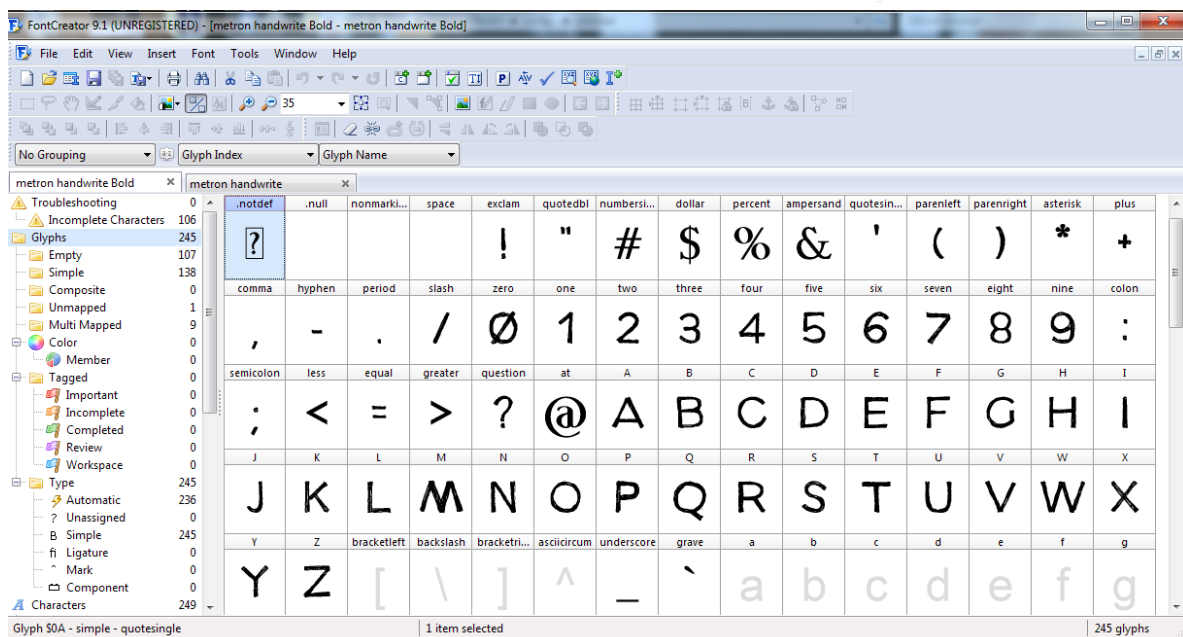 FontCreator 9.1 (UNREGISTERED) - [metron handwrite Bold - metron handwrite Bold]
File Edit View Insert Font Tools Window Help
35
No Grouping Glyph Index Glyph Name
metron handwrite Bold metron handwrite
Troubleshooting 0
Incomplete Characters 106
Glyphs 245
Empty 107
Simple 138
Composite 0
Unmapped 1
Multi Mapped 9
Color 0
Member 0
Tagged 0
Important 0
Incomplete 0
Completed 0
Review 0
Workspace 0
Type 245
Automatic 236
? Unassigned 0
B Simple 245
fi Ligature 0
^ Mark 0
Component 0
A Characters 249
.notdef .null nonmarki... space exclam quotedbl numbersi... dollar percent ampersand quotesin... parenleft parenright asterisk plus
? ! " # $ % & ' ( ) * +
comma hyphen period slash zero one two three four five six seven eight nine colon
, - . / 0 1 2 3 4 5 6 7 8 9 :
semicolon less equal greater question at A B C D E F G H I
; < = > ? @ A B C D E F G H I
J K L M N O P Q R S T U V W X
J K L M N O P Q R S T U V W X
Y Z bracketleft backslash bracketri... asciicircum underscore grave a b c d e f g
Y Z [ \ ] ^ _ ` a b c d e f g
Glyph $0A - simple - quotesingle 1 item selected 245 glyphs